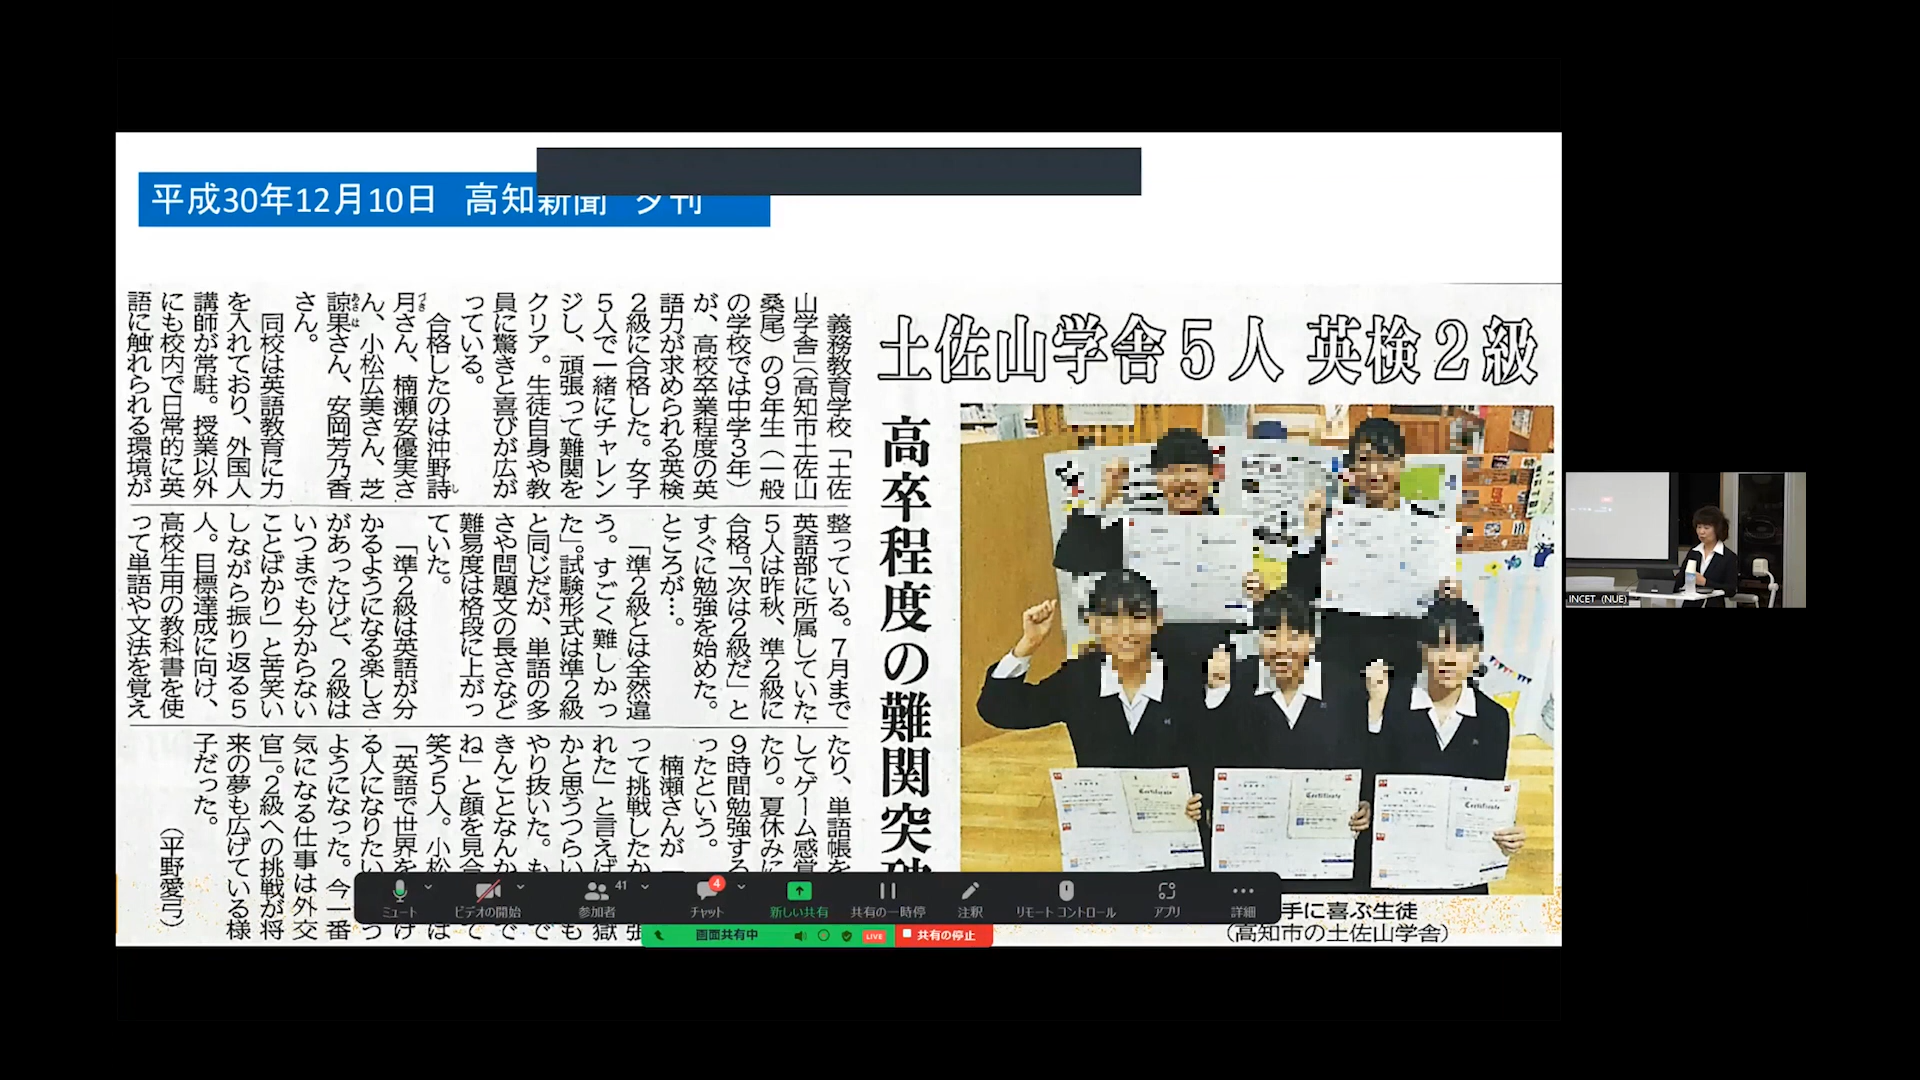 平成30年12月10日 高知新聞 夕刊
土佐山学舎５人 英検２級
高卒程度の難関突破
義務教育学校「土佐
山学舎」（高知市土佐山
桑尾）の９年生（一般
の学校では中学３年）
が、高校卒業程度の英
語力が求められる英検
２級に合格した。女子
５人で一緒にチャレン
ジし、頑張って難関を
クリア。生徒自身や教
員に驚きと喜びが広が
っている。
合格したのは沖野詩
月さん、楠瀬安優実さ
ん、小松広美さん、芝
諒果さん、安岡芳乃香
さん。
同校は英語教育に力
を入れており、外国人
講師が常駐。授業以外
にも校内で日常的に英
語に触れられる環境が
整っている。７月まで
英語部に所属していた
５人は昨秋、準２級に
合格。「次は２級だ」と
すぐに勉強を始めた。
ところが…。
「準２級とは全然違
う。すごく難しかっ
た」。試験形式は準２級
と同じだが、単語の多
さや問題文の長さなど
難易度は格段に上がっ
ていた。
「準２級は英語が分
かるようになる楽しさ
があったけど、２級は
いつまでも分からない
ことばかり」と苦笑い
しながら振り返る５
人。目標達成に向け、
高校生用の教科書を使
って単語や文法を覚え
たり、単語帳を
してゲーム感覚
たり。夏休みに
９時間勉強する
ったという。
楠瀬さんが「
って挑戦したか
れた」と言えば
かと思うつらい
やり抜いた。も
きんことなんか
ね」と顔を見合
笑う５人。小松
「英語で世界を
る人になりたい
ようになった。今一番
気になる仕事は外交
官」。２級への挑戦が将
来の夢も広げている様
子だった。
（平野愛弓）
手に喜ぶ生徒
（高知市の土佐山学舎）
Certificate
Certificate
Certificate
ミュート
ビデオの開始
参加者 41
チャット 4
新しい共有
共有の一時停
注釈
リモート コントロール
アプリ
詳細
画面共有中
LIVE
共有の停止
INCET (NUE)